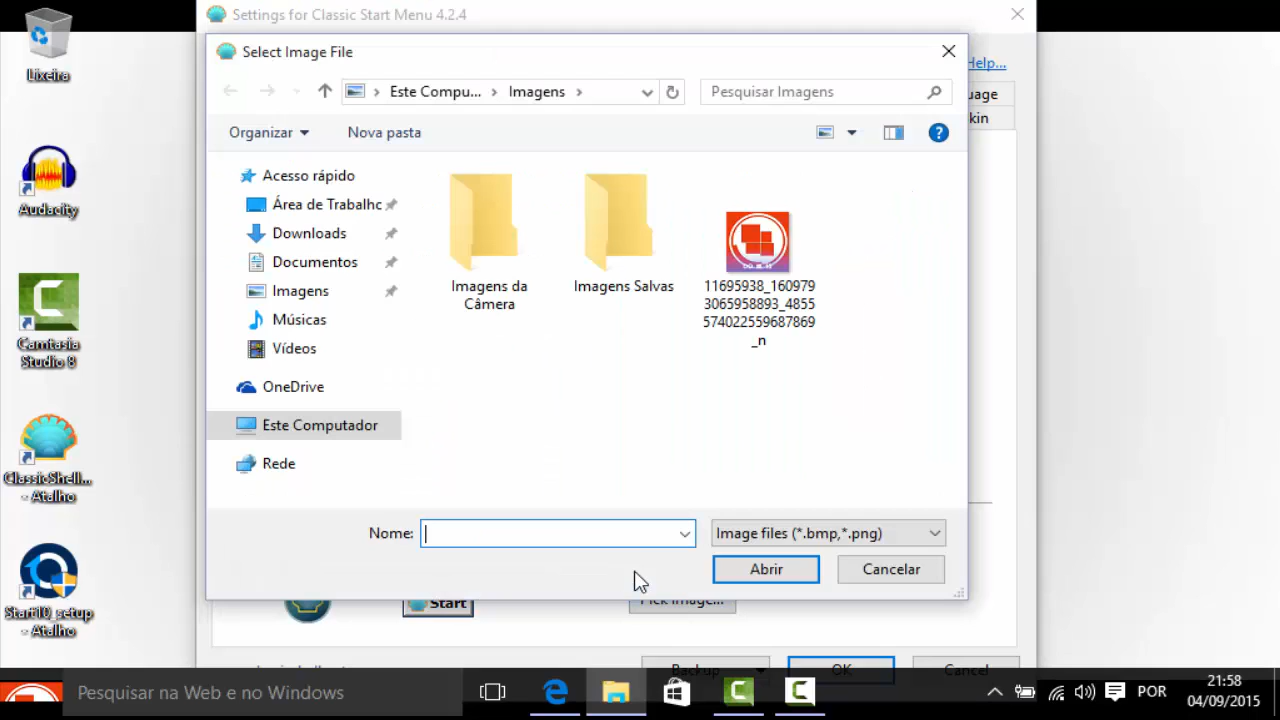 Settings for Classic Start Menu 4.2.4
Lixeira
Select Image File
Help...
Este Compu...
Imagens
Pesquisar Imagens
uage
kin
Organizar
Nova pasta
Acesso rápido
Área de Trabalhc
Downloads
Documentos
Imagens
Músicas
Vídeos
OneDrive
Este Computador
Rede
Imagens da
Câmera
Imagens Salvas
11695938_160979
3065958893_4855
574022559687869
_n
Audacity
Camtasia
Studio 8
ClassicShell...
- Atalho
Start10_setup
- Atalho
Nome:
Image files (*.bmp,*.png)
Abrir
Cancelar
Start
Pick image...
Backup
OK
Cancel
Pesquisar na Web e no Windows
POR
21:58
04/09/2015